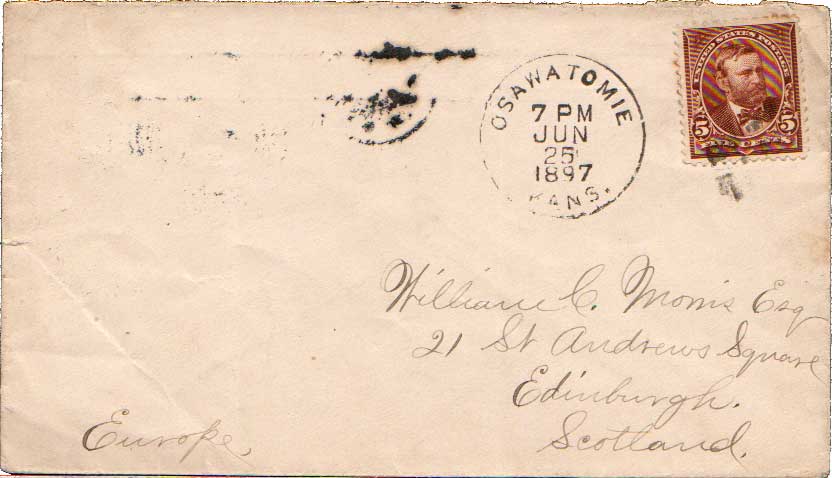 OSAWATOMIE
7 PM
JUN
25
1897
KANS.
UNITED STATES POSTAGE
5 5
William C. Morris Esq
21 St Andrews Square
Edinburgh.
Scotland.
Europe,